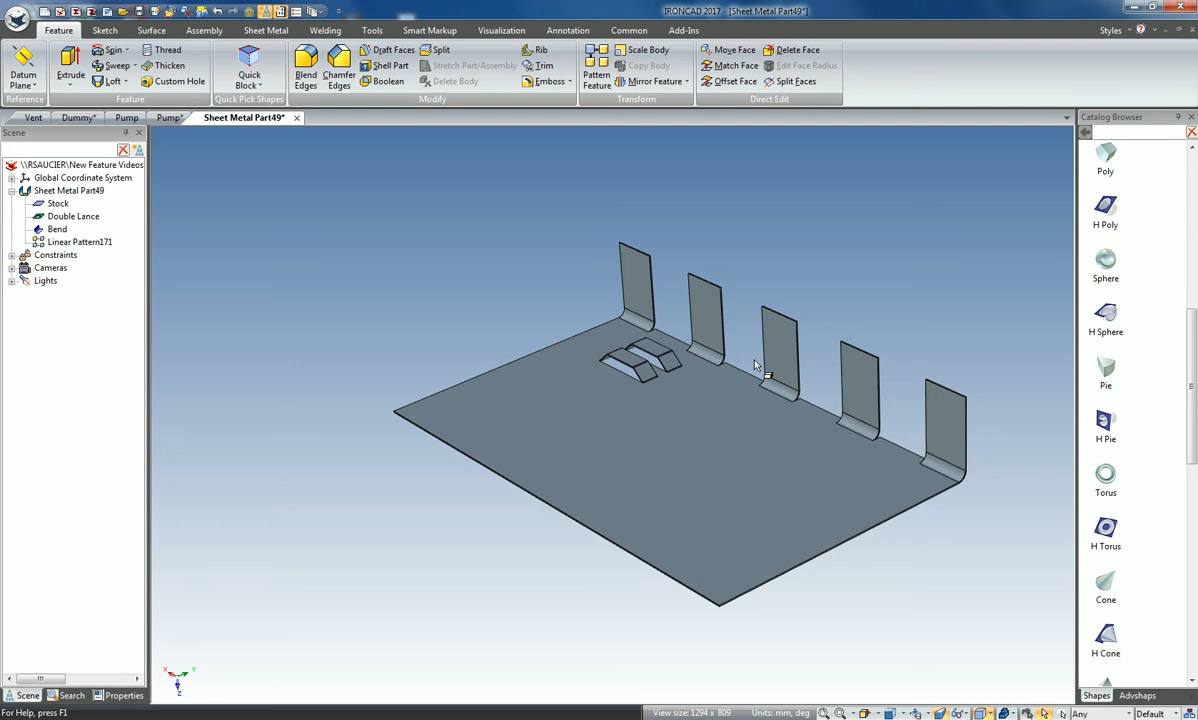 IRONCAD 2017 - [Sheet Metal Part49*]
Feature Sketch Surface Assembly Sheet Metal Welding Tools Smart Markup Visualization Annotation Common Add-Ins Styles
Datum Plane
Reference
Extrude
Spin
Sweep
Loft
Thread
Thicken
Custom Hole
Feature
Quick Block
Quick Pick Shapes
Blend Edges
Chamfer Edges
Draft Faces
Shell Part
Boolean
Split
Stretch Part/Assembly
Delete Body
Rib
Trim
Emboss
Modify
Pattern Feature
Scale Body
Copy Body
Mirror Feature
Transform
Move Face
Match Face
Offset Face
Delete Face
Edit Face Radius
Split Faces
Direct Edit
Vent Dummy* Pump Pump* Sheet Metal Part49*
Scene
\\RSAUCIER\New Feature Videos
Global Coordinate System
Sheet Metal Part49
Stock
Double Lance
Bend
Linear Pattern171
Constraints
Cameras
Lights
X Y
Z
Catalog Browser
Poly
H Poly
Sphere
H Sphere
Pie
H Pie
Torus
H Torus
Cone
H Cone
Scene Search Properties
Shapes Advshaps
For Help, press F1
View size: 1294 x 809 Units: mm, deg Any Default